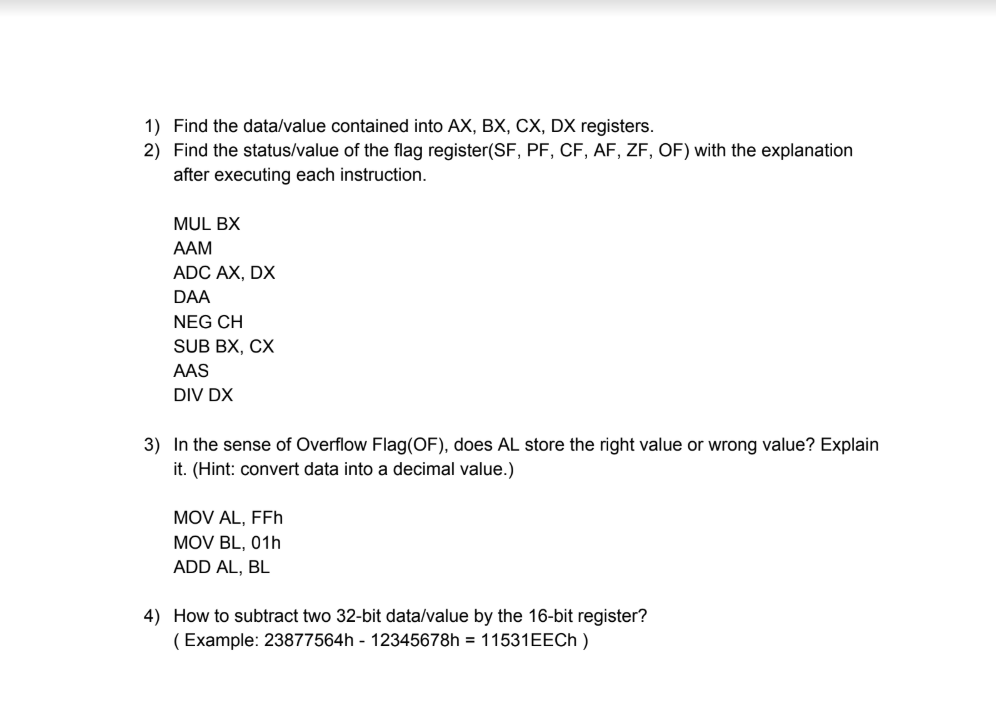 1) Find the data/value contained into AX, BX, CX, DX registers.
2) Find the status/value of the flag register(SF, PF, CF, AF, ZF, OF) with the explanation
after executing each instruction.
MUL BX
AAM
ADC AX, DX
DAA
NEG CH
SUB BX, CX
AAS
DIV DX
3) In the sense of Overflow Flag(OF), does AL store the right value or wrong value? Explain
it. (Hint: convert data into a decimal value.)
MOV AL, FFh
MOV BL, 01h
ADD AL, BL
4) How to subtract two 32-bit data/value by the 16-bit register?
( Example: 23877564h - 12345678h = 11531EECh )